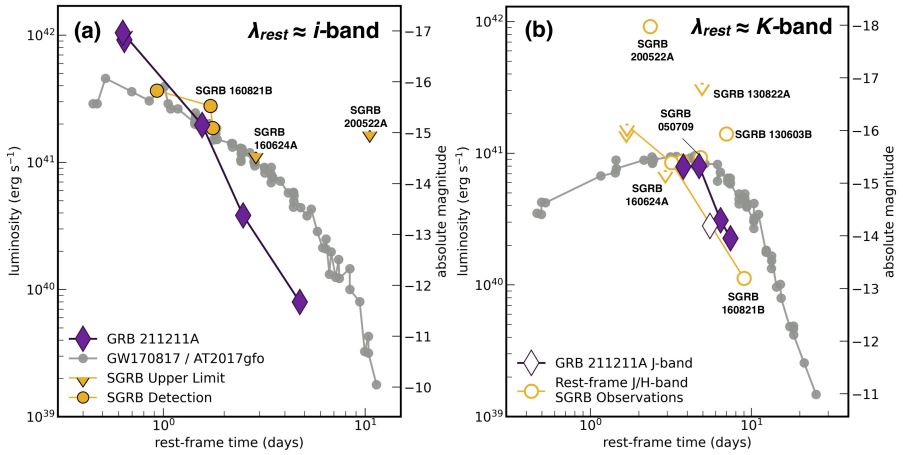 (a)
λrest ≈ i-band
10^42
10^41
10^40
10^39
luminosity (erg s⁻¹)
−17
−16
−15
−14
−13
−12
−11
−10
absolute magnitude
SGRB 160821B
SGRB
200522A
SGRB
160624A
GRB 211211A
GW170817 / AT2017gfo
SGRB Upper Limit
SGRB Detection
10^0
10^1
rest-frame time (days)
(b)
λrest ≈ K-band
10^42
10^41
10^40
10^39
luminosity (erg s⁻¹)
−18
−17
−16
−15
−14
−13
−12
−11
absolute magnitude
SGRB
200522A
SGRB 130822A
SGRB
050709
SGRB 130603B
SGRB
160624A
SGRB
160821B
GRB 211211A J-band
Rest-frame J/H-band
SGRB Observations
10^0
10^1
rest-frame time (days)